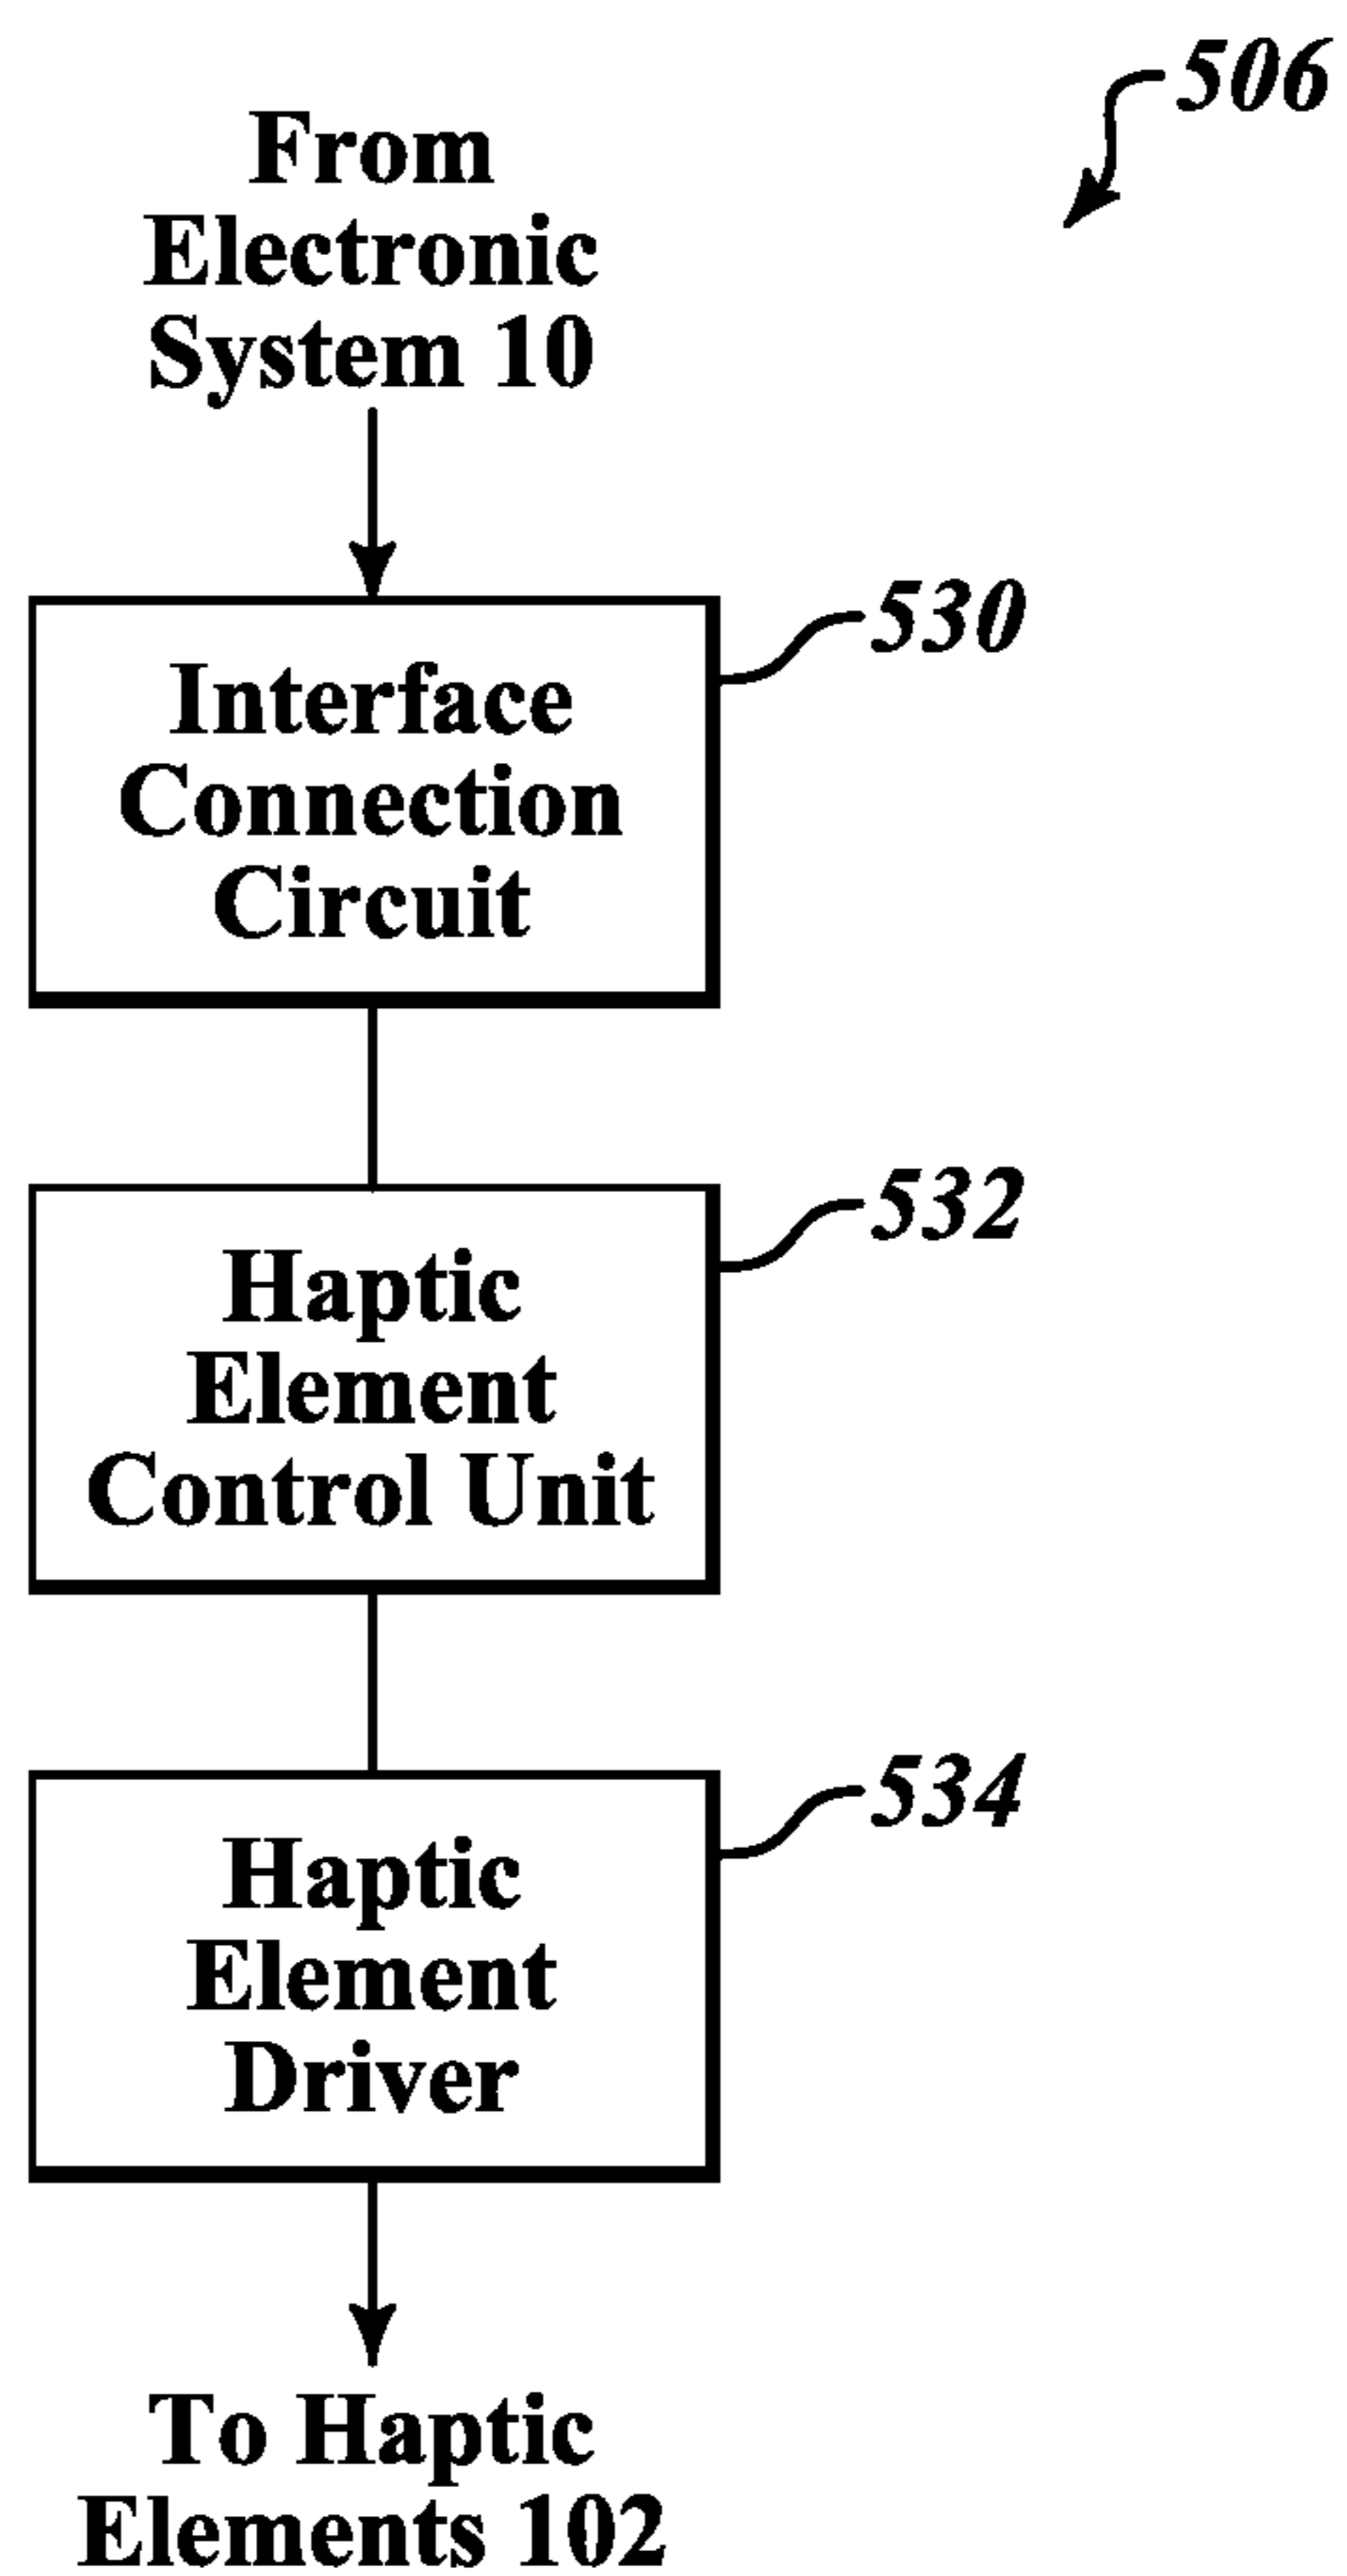 506
From
Electronic
System 10
530
Interface
Connection
Circuit
532
Haptic
Element
Control Unit
534
Haptic
Element
Driver
To Haptic
Elements 102